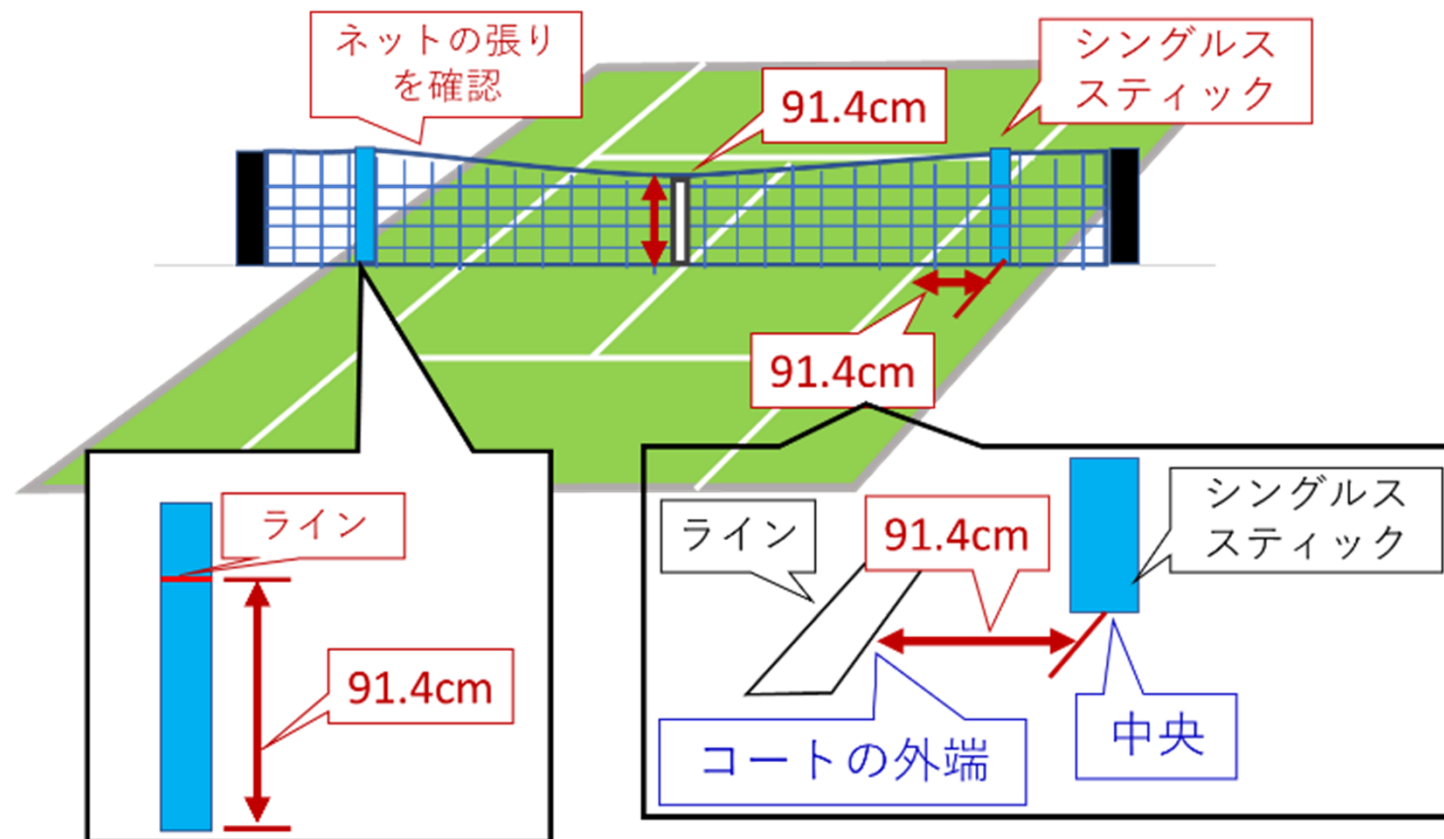 ネットの張り
を確認
シングルス
スティック
91.4cm
91.4cm
ライン
91.4cm
ライン
91.4cm
シングルス
スティック
コートの外端
中央